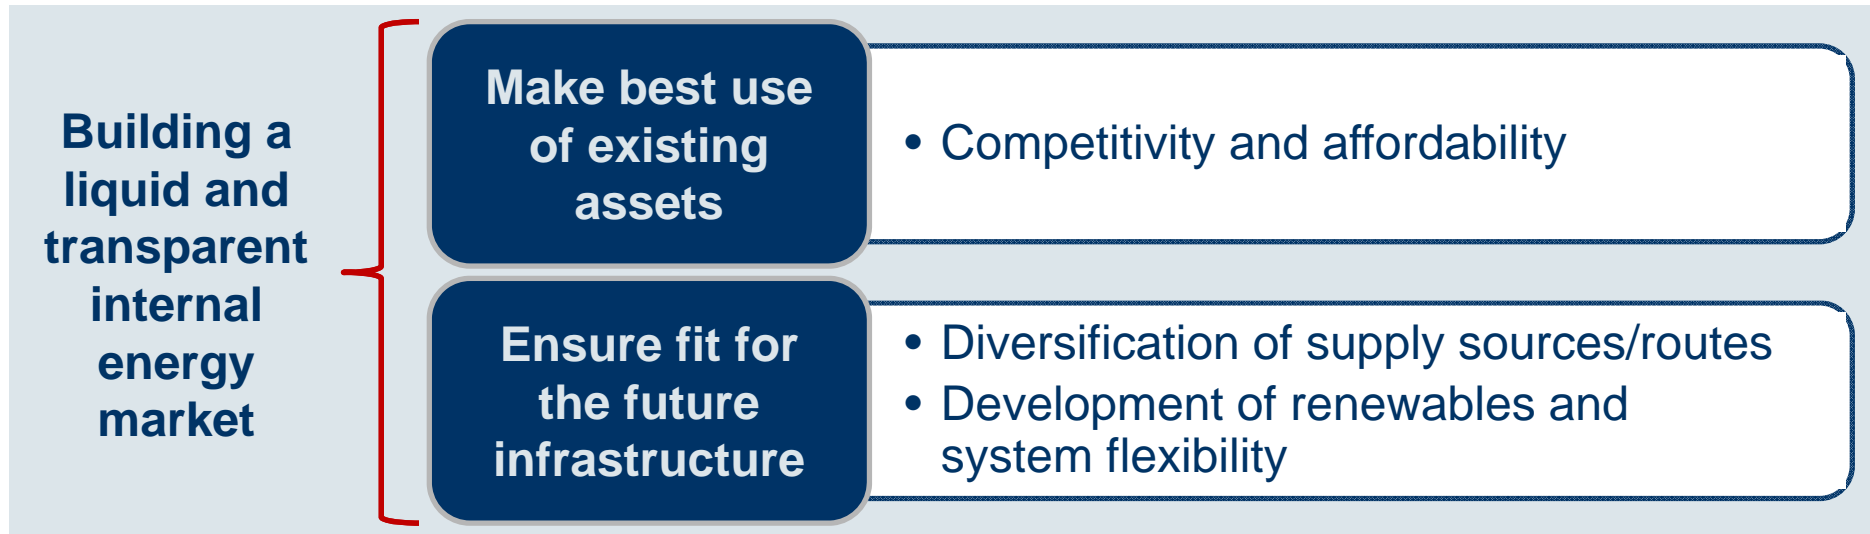 Building a
liquid and
transparent
internal
energy
market
Make best use
of existing
assets
• Competitivity and affordability
Ensure fit for
the future
infrastructure
• Diversification of supply sources/routes
• Development of renewables and
system flexibility